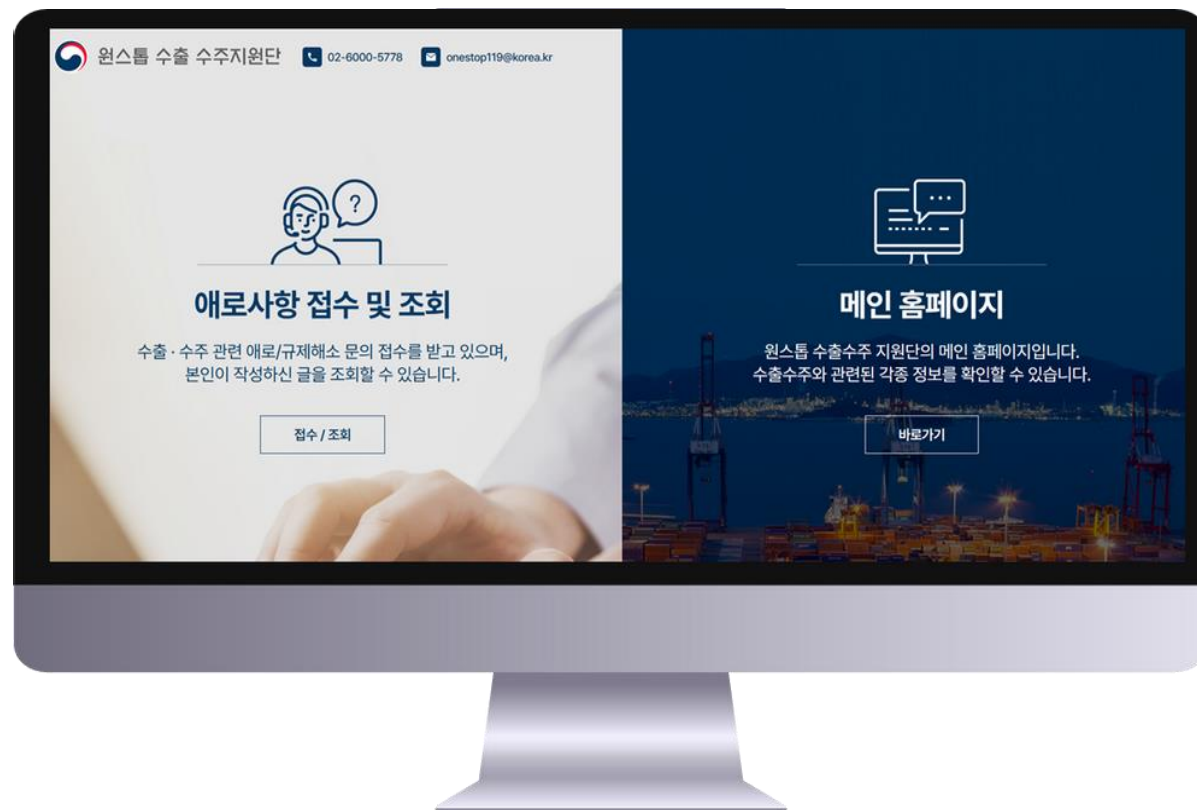 원스톱 수출 수주지원단 02-6000-5778 onestop119@korea.kr
?
애로사항 접수 및 조회
수출 · 수주 관련 애로/규제해소 문의 접수를 받고 있으며,
본인이 작성하신 글을 조회할 수 있습니다.
접수 / 조회
메인 홈페이지
원스톱 수출수주 지원단의 메인 홈페이지입니다.
수출수주와 관련된 각종 정보를 확인할 수 있습니다.
바로가기